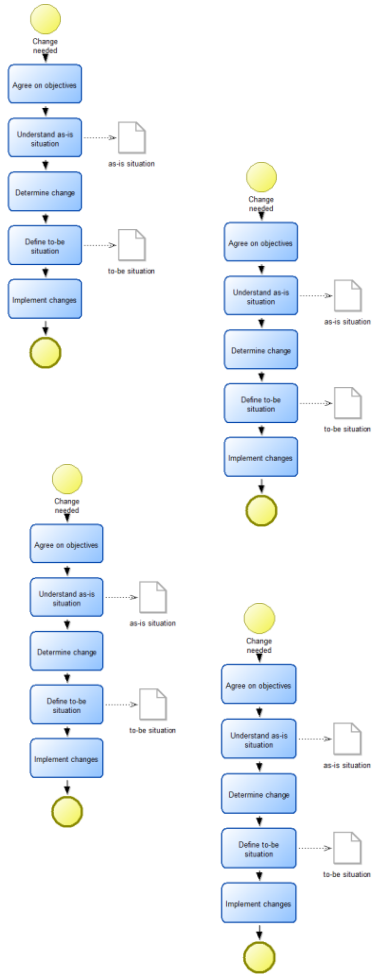 Change
needed
Agree on objectives
Understand as-is
situation
as-is situation
Determine change
Define to-be
situation
to-be situation
Implement changes
Change
needed
Agree on objectives
Understand as-is
situation
as-is situation
Determine change
Define to-be
situation
to-be situation
Implement changes
Change
needed
Agree on objectives
Understand as-is
situation
as-is situation
Determine change
Define to-be
situation
to-be situation
Implement changes
Change
needed
Agree on objectives
Understand as-is
situation
as-is situation
Determine change
Define to-be
situation
to-be situation
Implement changes